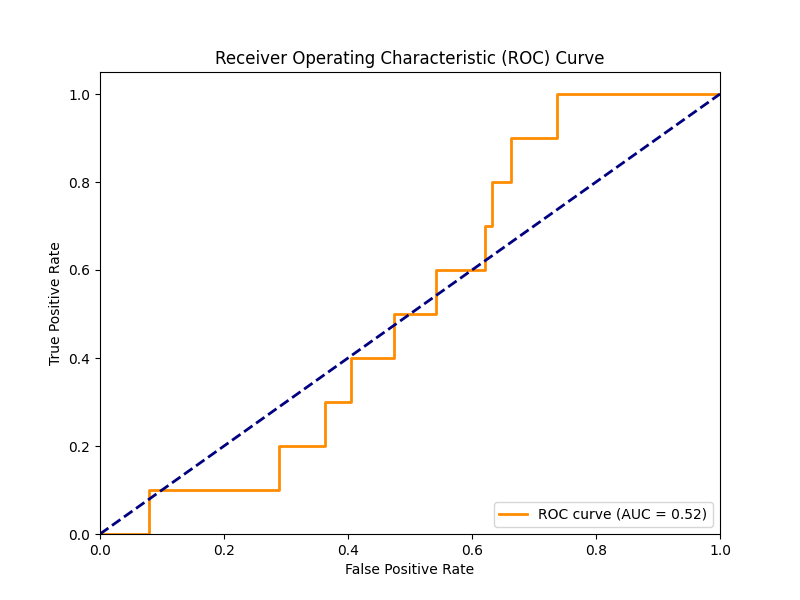 Receiver Operating Characteristic (ROC) Curve
True Positive Rate
1.0
0.8
0.6
0.4
0.2
0.0
ROC curve (AUC = 0.52)
0.0 0.2 0.4 0.6 0.8 1.0
False Positive Rate